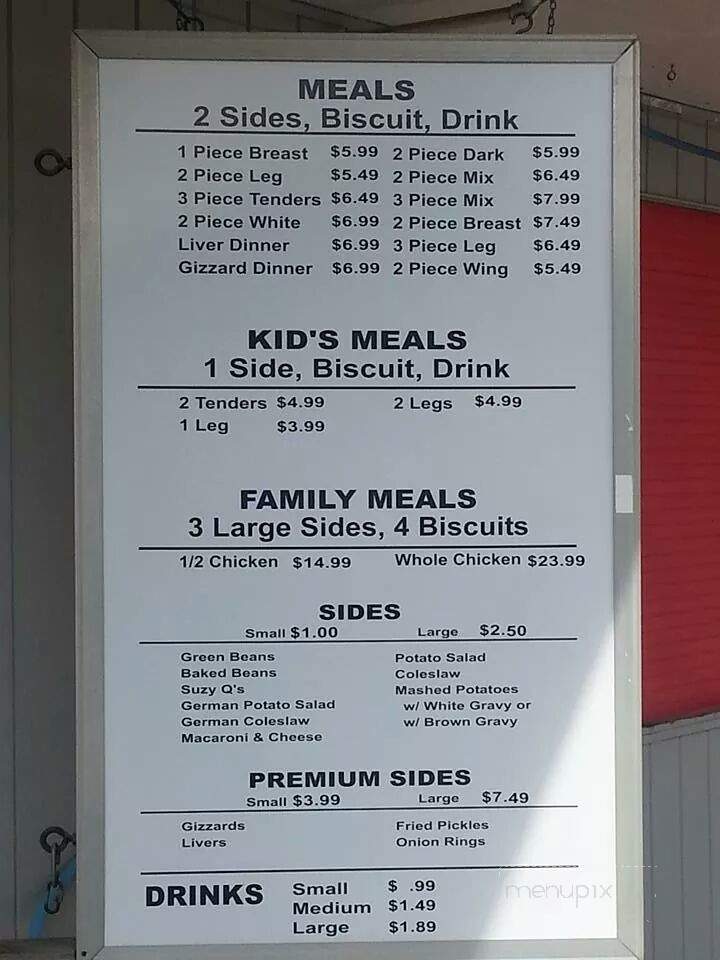 MEALS
2 Sides, Biscuit, Drink
1 Piece Breast $5.99 2 Piece Dark $5.99
2 Piece Leg $5.49 2 Piece Mix $6.49
3 Piece Tenders $6.49 3 Piece Mix $7.99
2 Piece White $6.99 2 Piece Breast $7.49
Liver Dinner $6.99 3 Piece Leg $6.49
Gizzard Dinner $6.99 2 Piece Wing $5.49
KID'S MEALS
1 Side, Biscuit, Drink
2 Tenders $4.99 2 Legs $4.99
1 Leg $3.99
FAMILY MEALS
3 Large Sides, 4 Biscuits
1/2 Chicken $14.99 Whole Chicken $23.99
SIDES
Small $1.00 Large $2.50
Green Beans Potato Salad
Baked Beans Coleslaw
Suzy Q's Mashed Potatoes
German Potato Salad w/ White Gravy or
German Coleslaw w/ Brown Gravy
Macaroni & Cheese
PREMIUM SIDES
Small $3.99 Large $7.49
Gizzards Fried Pickles
Livers Onion Rings
DRINKS Small $ .99
Medium $1.49
Large $1.89
menupix